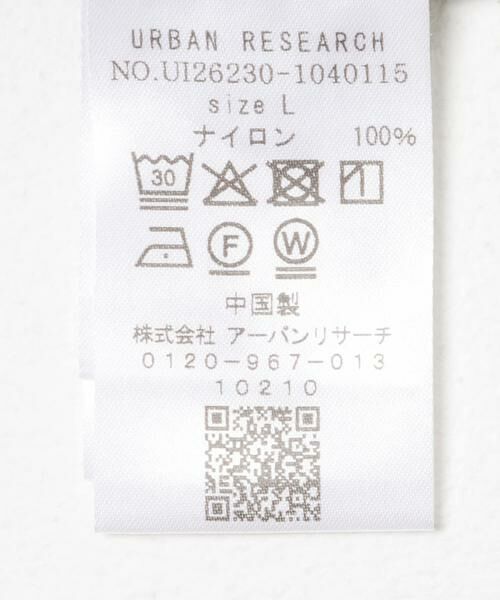 URBAN RESEARCH
NO.UI26230-1040115
size L
ナイロン 100%
30
F W
中国製
株式会社 アーバンリサーチ
0120-967-013
10210